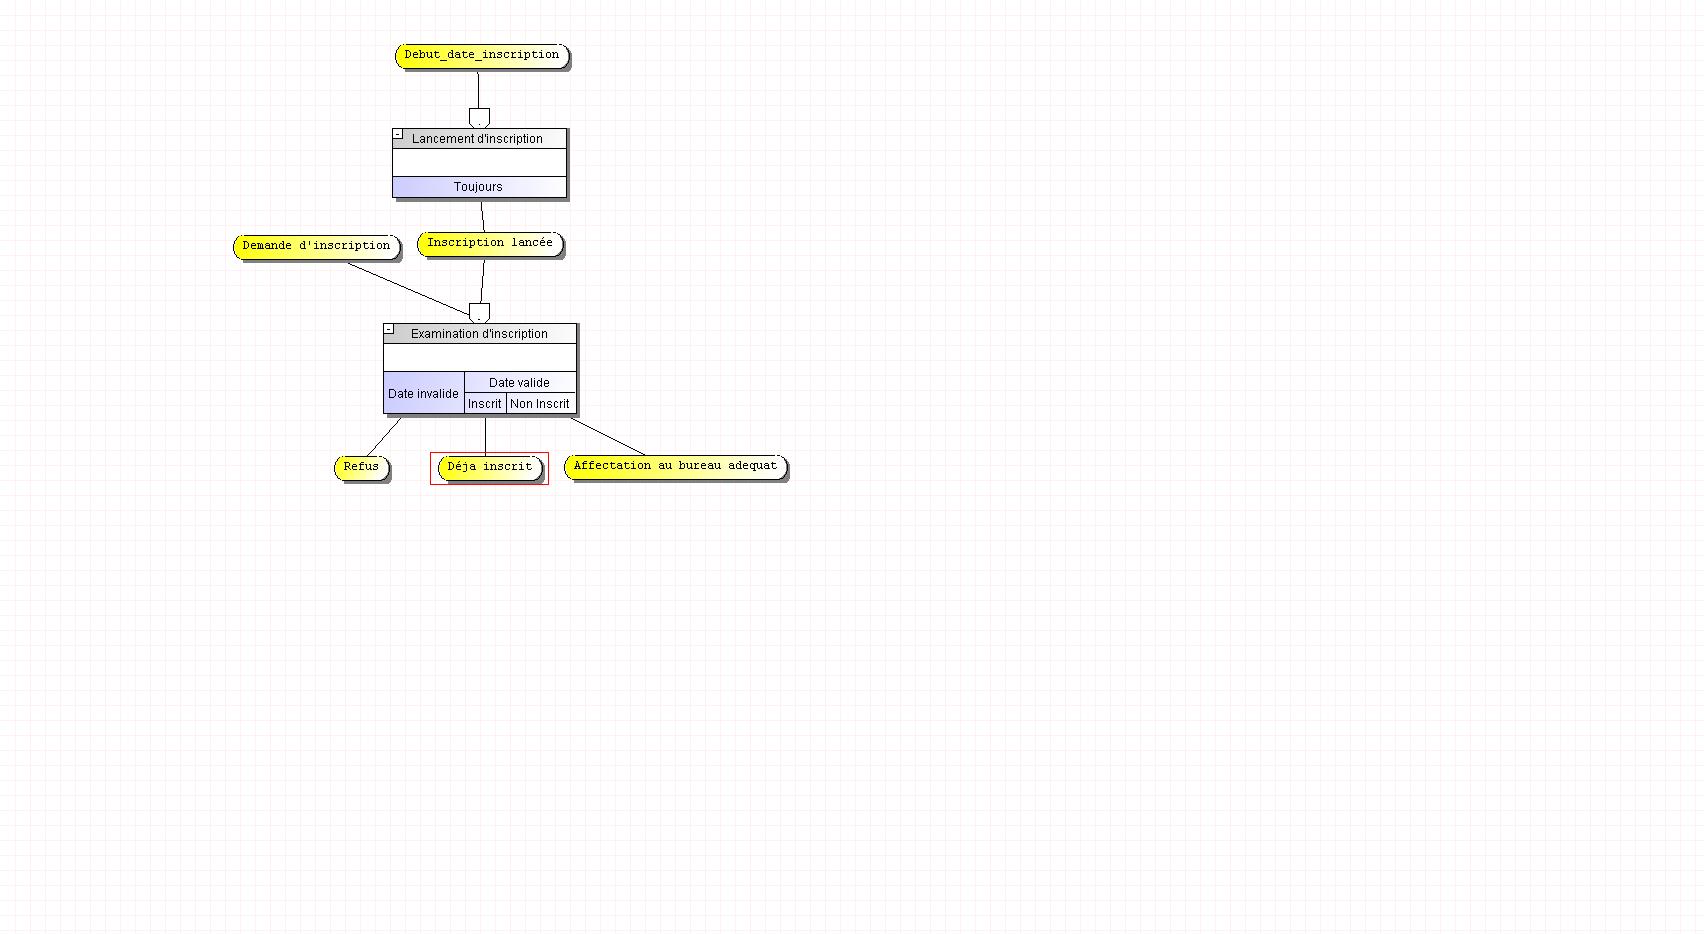 Debut_date_inscription
Lancement d'inscription
Toujours
Demande d'inscription
Inscription lancée
Examination d'inscription
Date invalide
Date valide
Inscrit
Non Inscrit
Refus
Déja inscrit
Affectation au bureau adequat